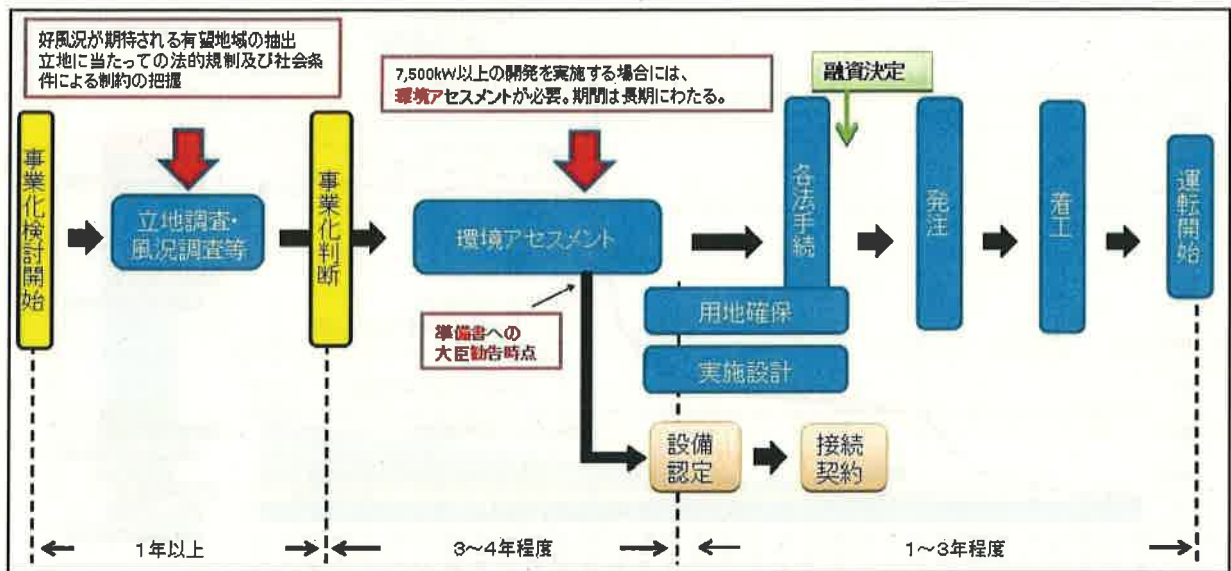 好風況が期待される有望地域の抽出
立地に当たっての法的規制及び社会条
件による制約の把握
7,500kW以上の開発を実施する場合には、
環境アセスメントが必要。期間は長期にわたる。
融資決定
事業化検討開始
立地調査・
風況調査等
事業化判断
環境アセスメント
各法手続
発注
着工
運転開始
用地確保
準備書への
大臣勧告時点
実施設計
設備
認定
接続
契約
1年以上
3～4年程度
1～3年程度